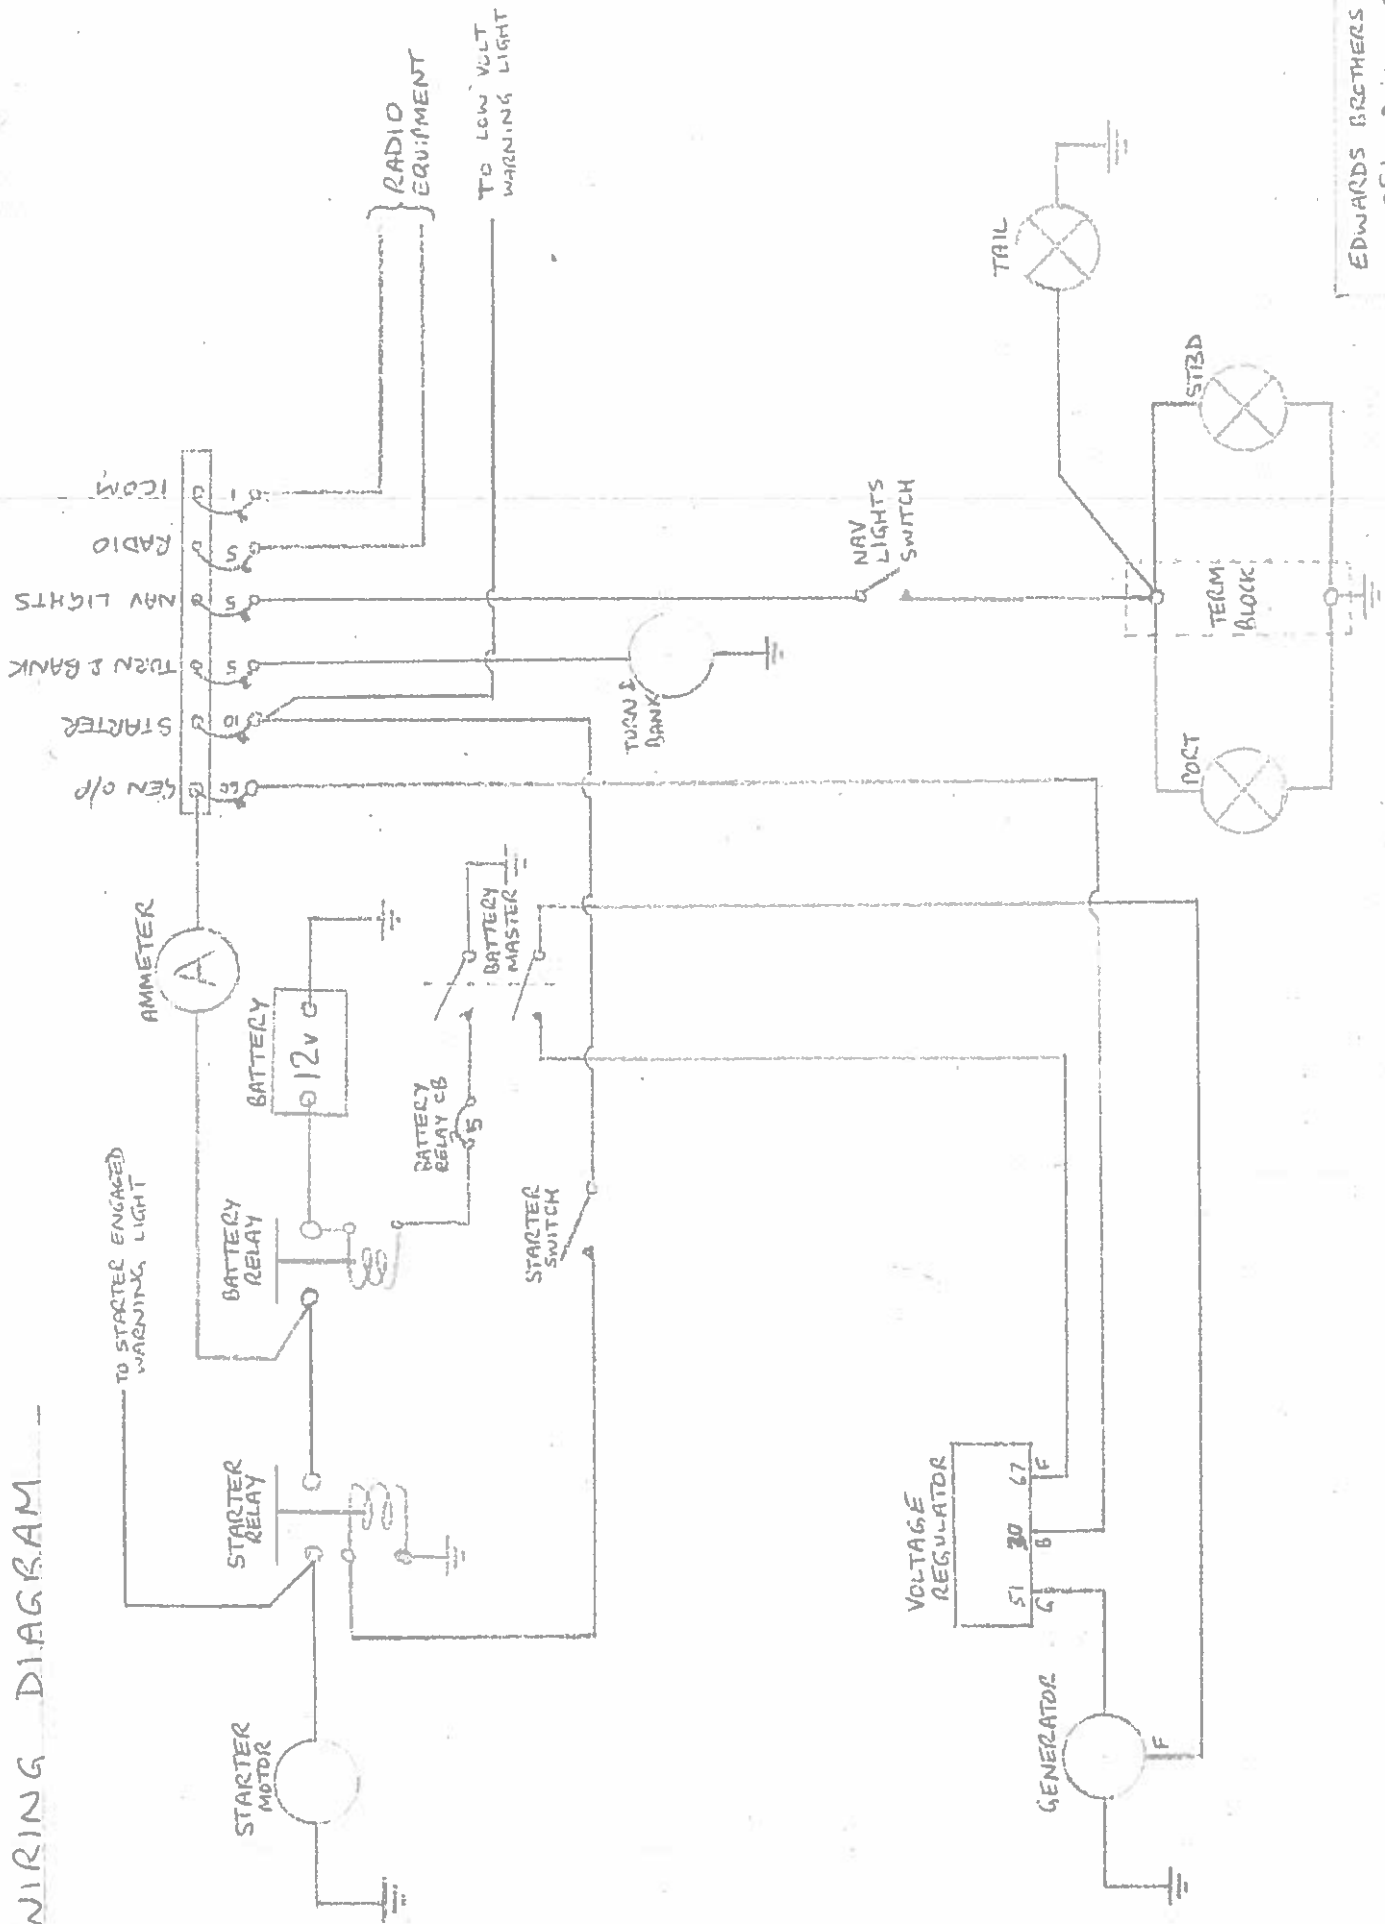 WIRING DIAGRAM
TO STARTER ENGAGED
WARNING LIGHT
STARTER
MOTOR
STARTER
RELAY
BATTERY
RELAY
BATTERY
12V
AMMETER
A
BATTERY
RELAY CB
5
BATTERY
MASTER
STARTER
SWITCH
GEN O/P
STARTER
TURN & BANK
NAV LIGHTS
RADIO
ICOM
60
10
5
5
5
1
RADIO
EQUIPMENT
TO LOW VOLT
WARNING LIGHT
TURN &
BANK
NAV
LIGHTS
SWITCH
VOLTAGE
REGULATOR
51
30
67
G
B
F
GENERATOR
F
TAIL
TERM
BLOCK
PORT
STBD
EDWARDS BROTHERS